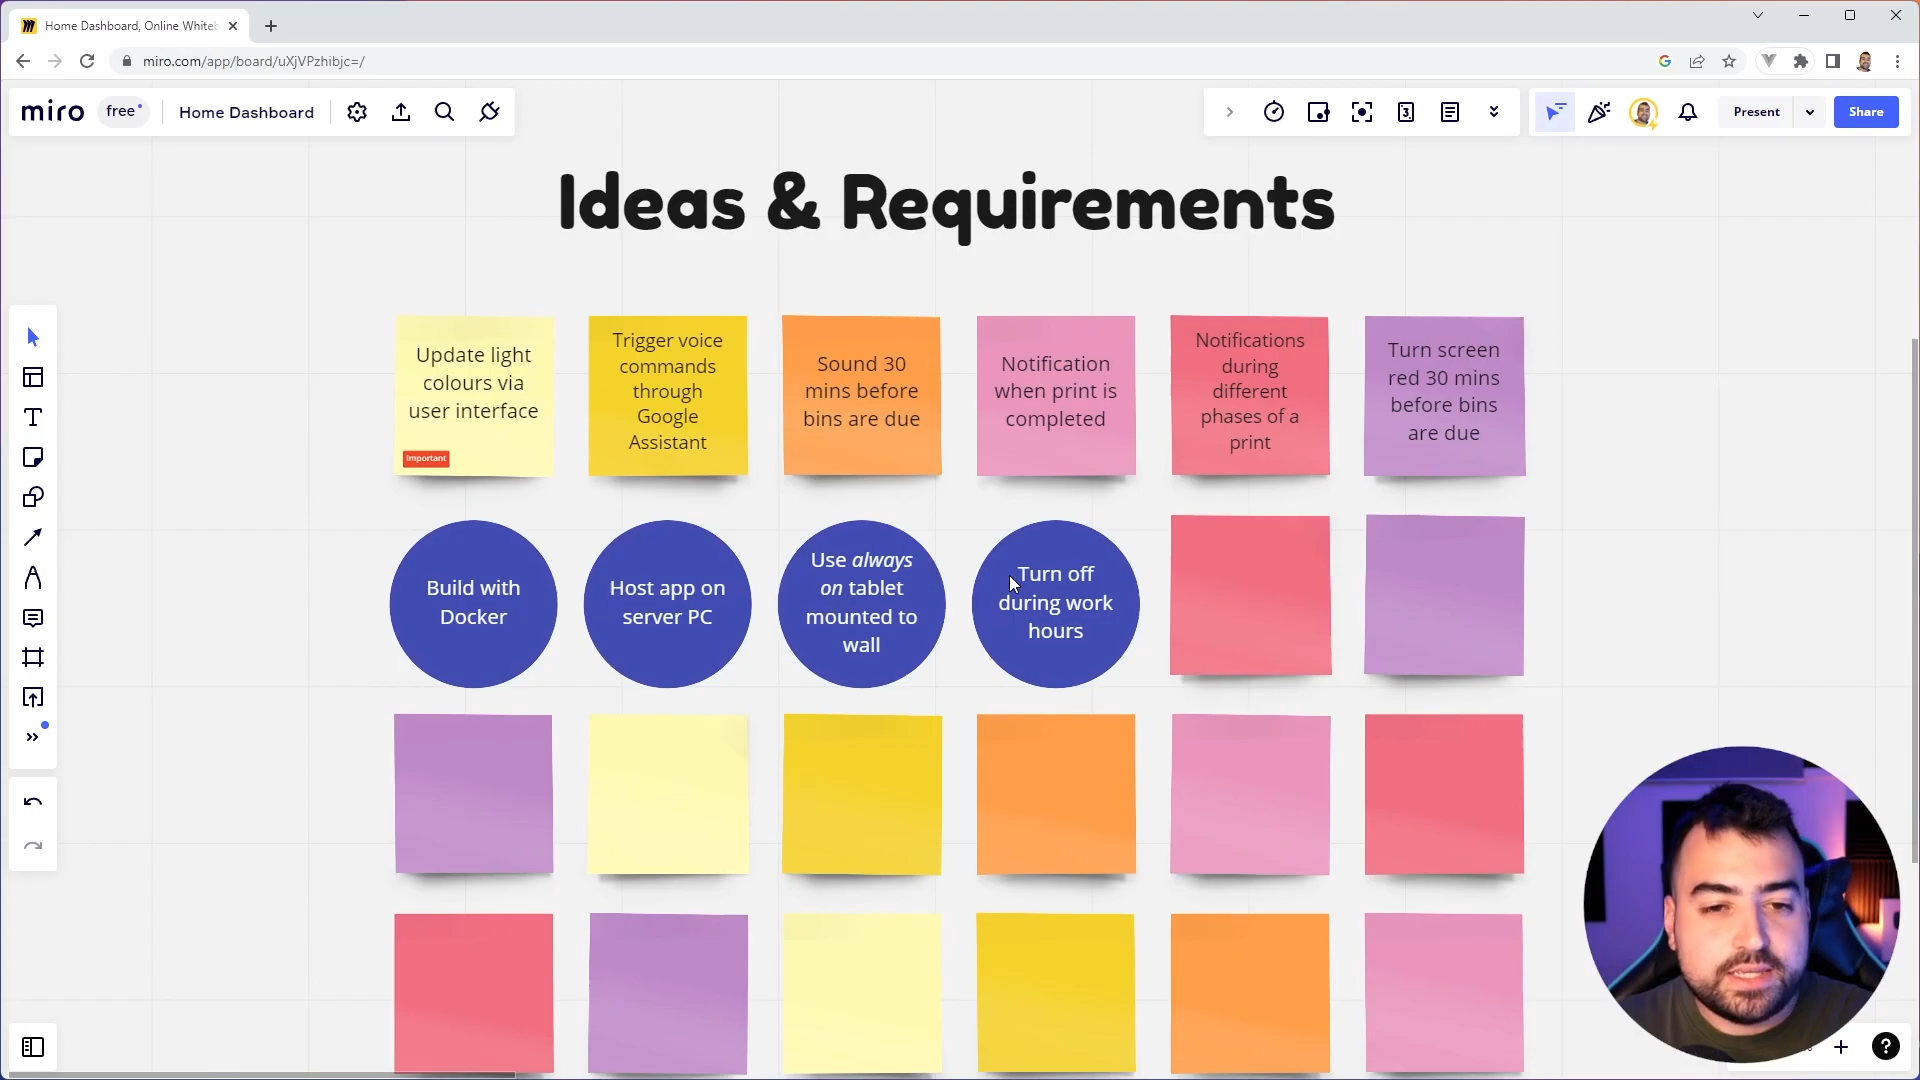 Home Dashboard, Online Whiteb
miro.com/app/board/uXjVPzhibjc=/
miro
free
Home Dashboard
Present
Share
Ideas & Requirements
Update light
colours via
user interface
Important
Trigger voice
commands
through
Google
Assistant
Sound 30
mins before
bins are due
Notification
when print is
completed
Notifications
during
different
phases of a
print
Turn screen
red 30 mins
before bins
are due
Build with
Docker
Host app on
server PC
Use always
on tablet
mounted to
wall
Turn off
during work
hours